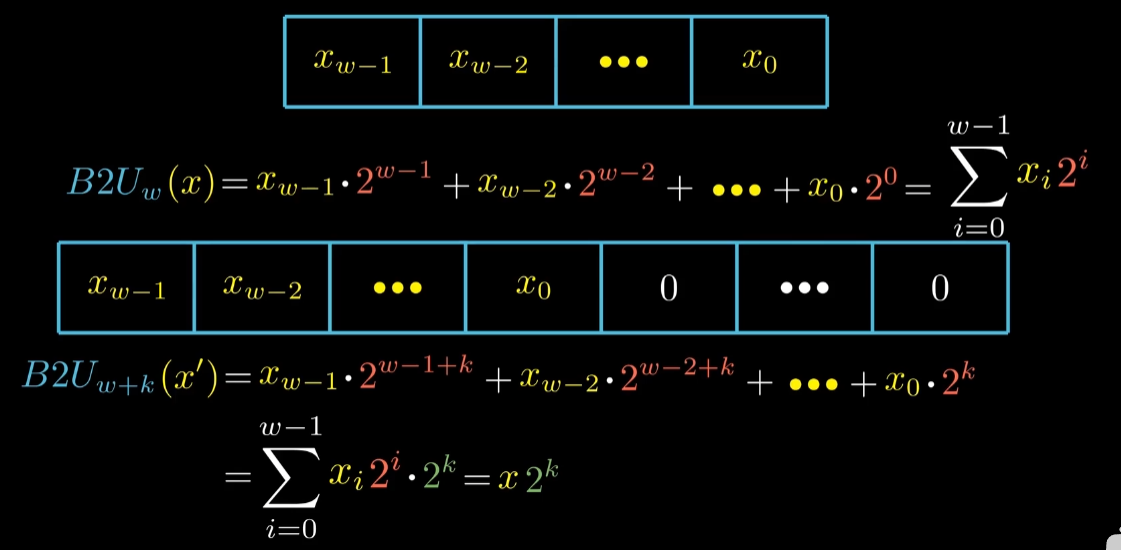 x_{w−1} x_{w−2} ••• x_0
B2U_w(x) = x_{w−1} · 2^{w−1} + x_{w−2} · 2^{w−2} + ••• + x_0 · 2^0 = \sum_{i=0}^{w−1} x_i 2^i
x_{w−1} x_{w−2} ••• x_0 0 ••• 0
B2U_{w+k}(x′) = x_{w−1} · 2^{w−1+k} + x_{w−2} · 2^{w−2+k} + ••• + x_0 · 2^k
= \sum_{i=0}^{w−1} x_i 2^i · 2^k = x 2^k